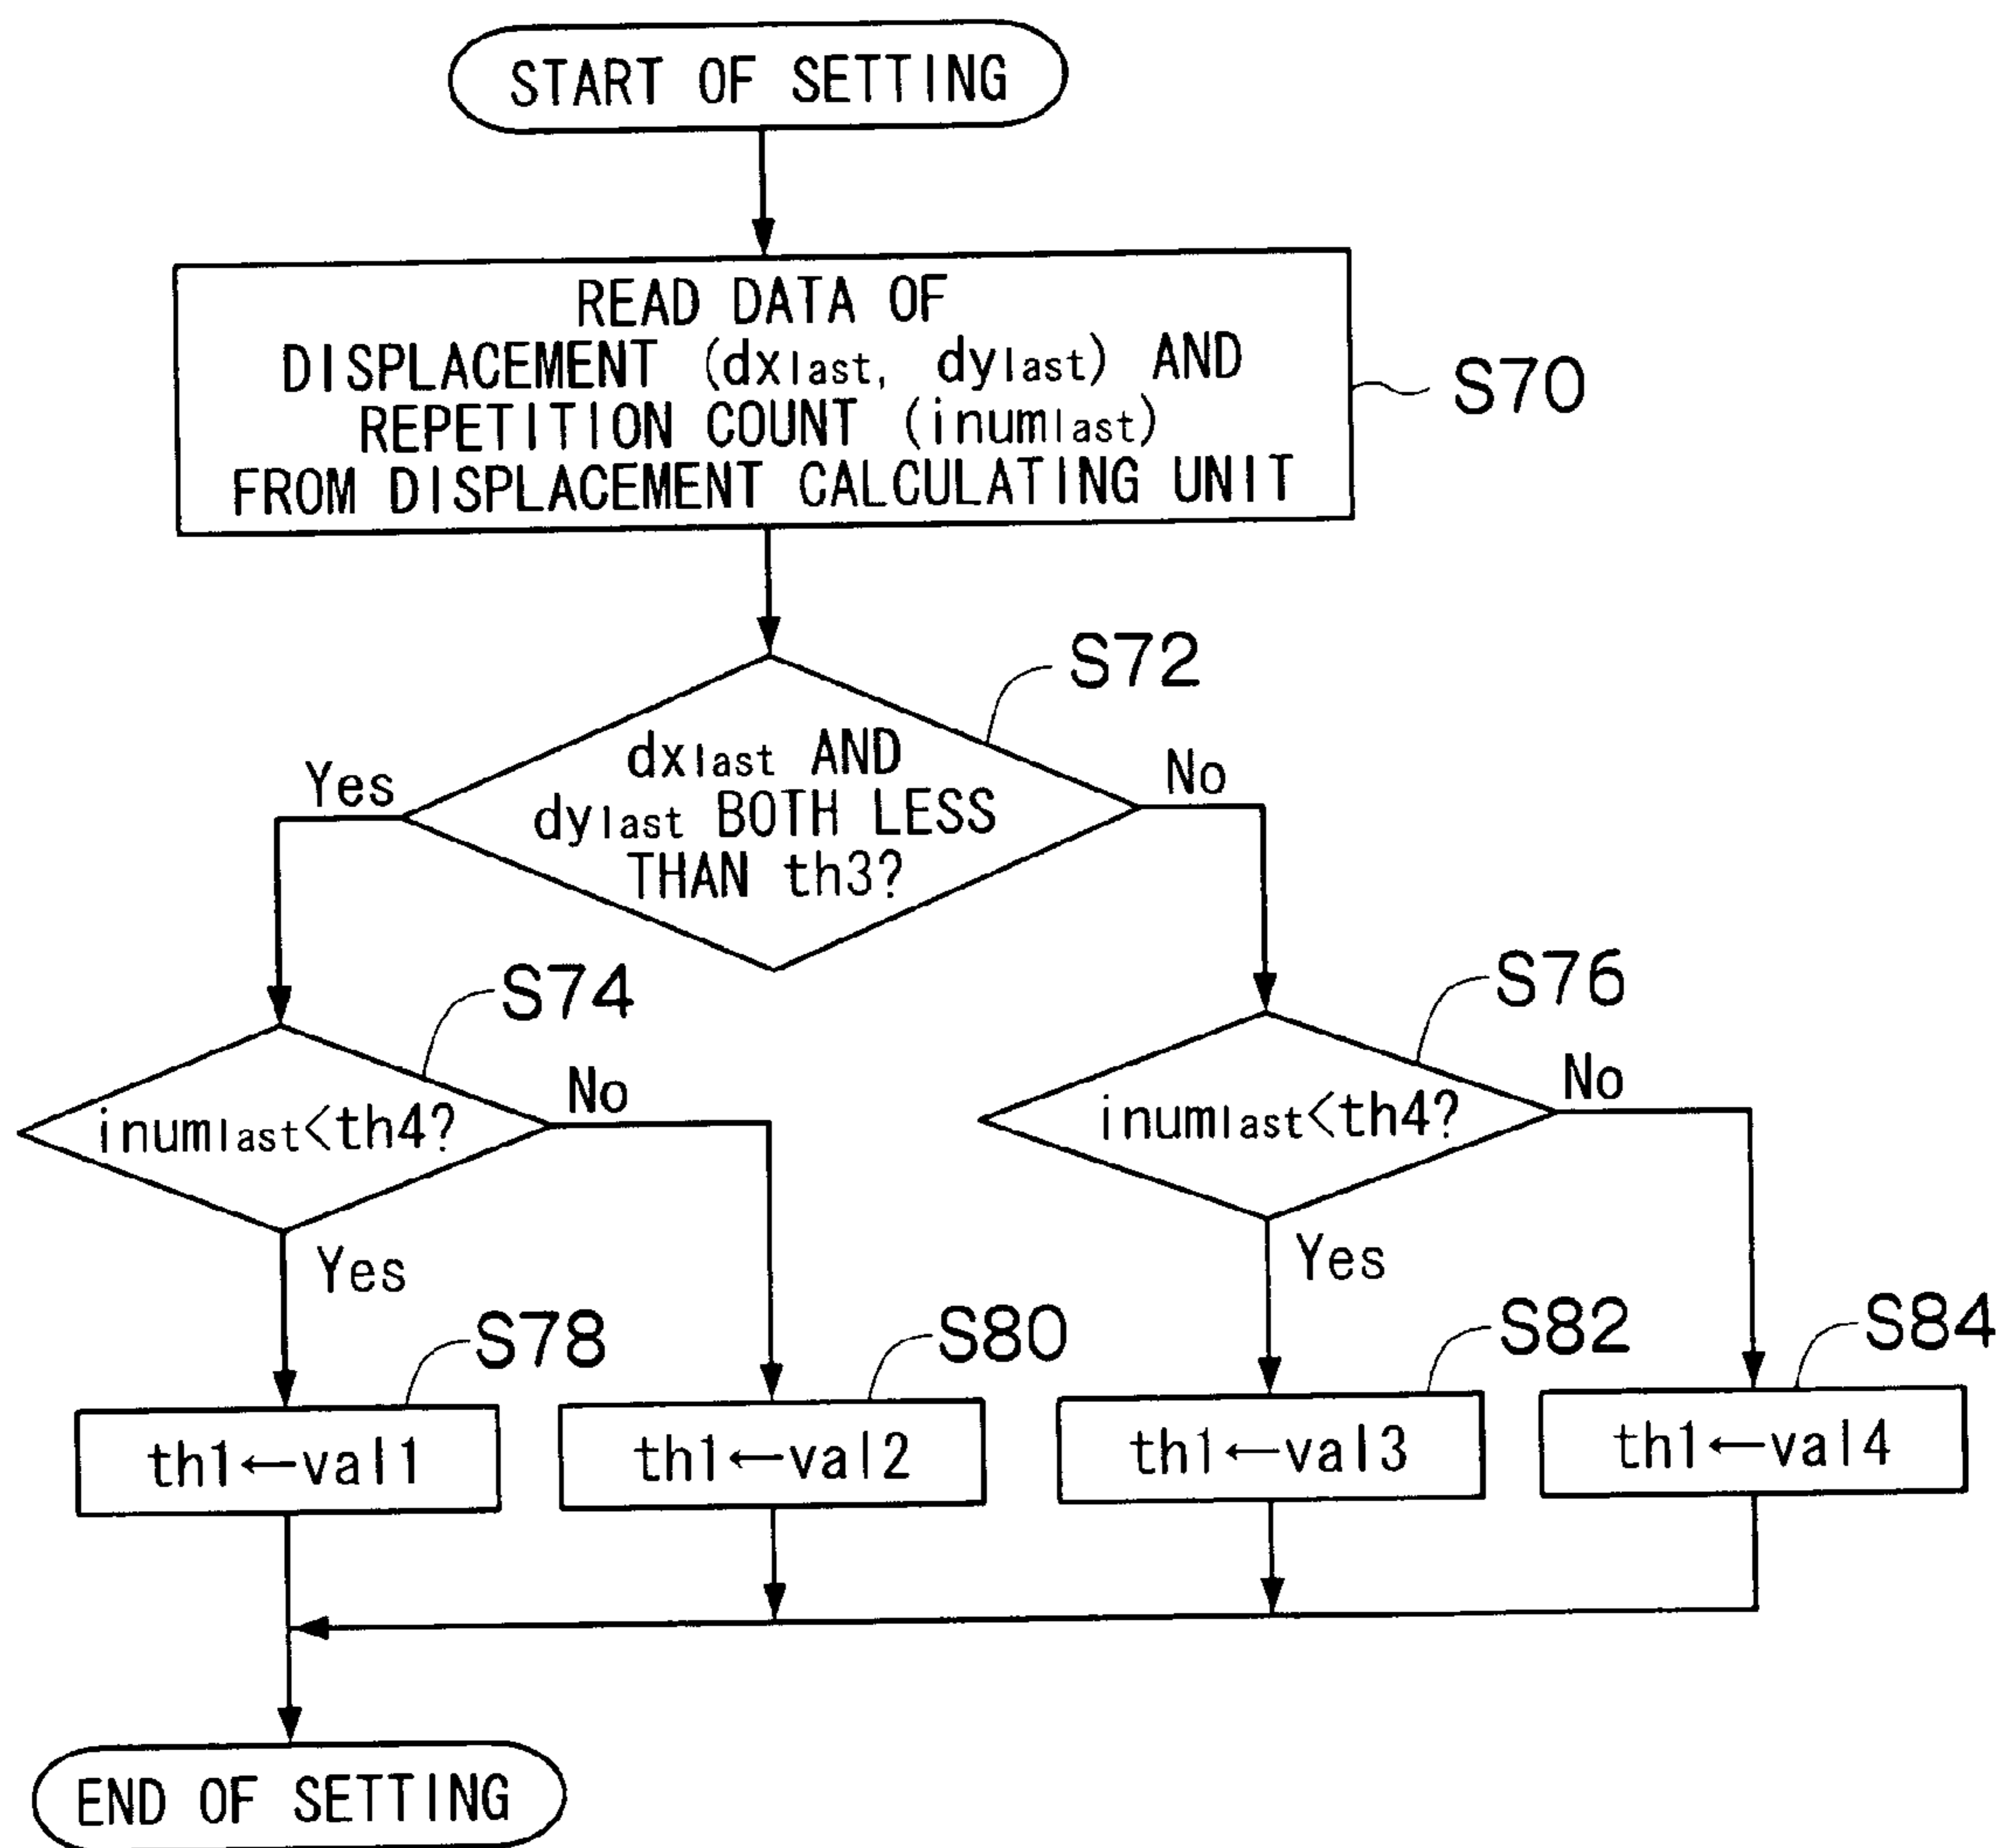 START OF SETTING
READ DATA OF
DISPLACEMENT (dxlast, dylast) AND
REPETITION COUNT (inumlast)
FROM DISPLACEMENT CALCULATING UNIT
S70
S72
dxlast AND
dylast BOTH LESS
THAN th3?
Yes
No
S74
inumlast<th4?
No
Yes
S76
inumlast<th4?
No
Yes
S78
th1←val1
S80
th1←val2
S82
th1←val3
S84
th1←val4
END OF SETTING